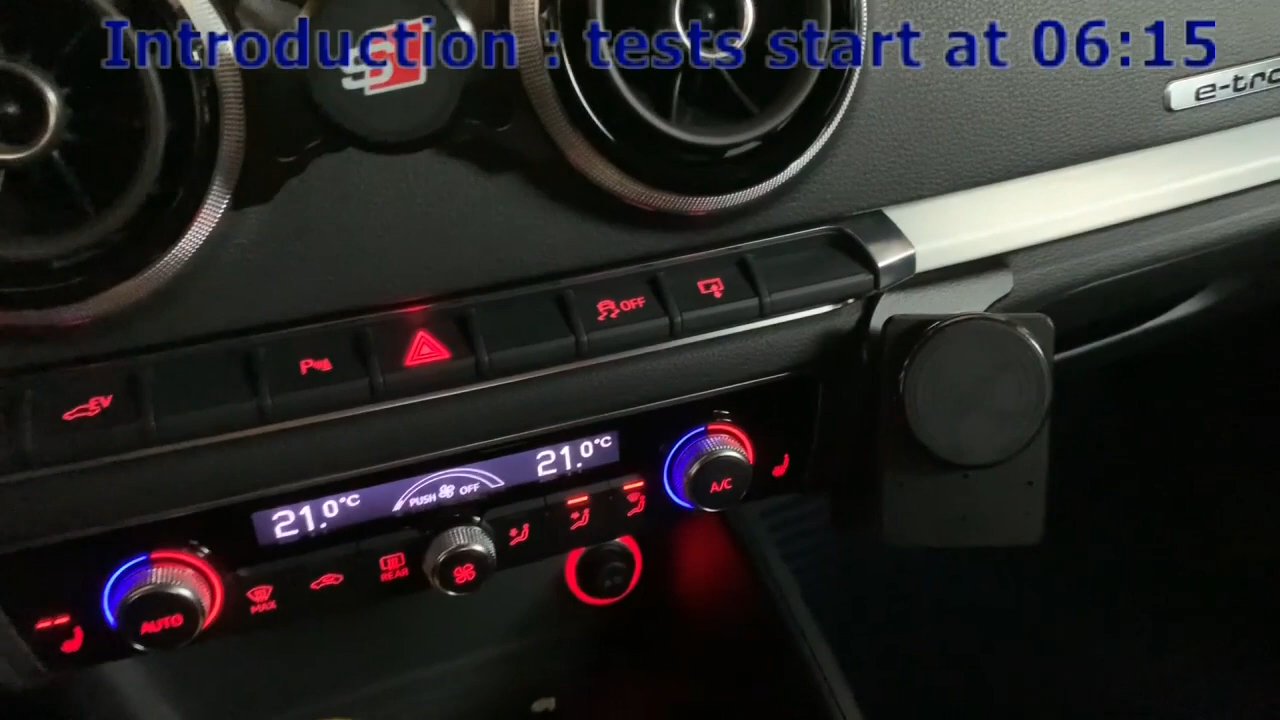 Introduction : tests start at 06:15
S
e-tro
OFF
P
EV
21.0°C
PUSH OFF
21.0°C
A/C
REAR
MAX
AUTO